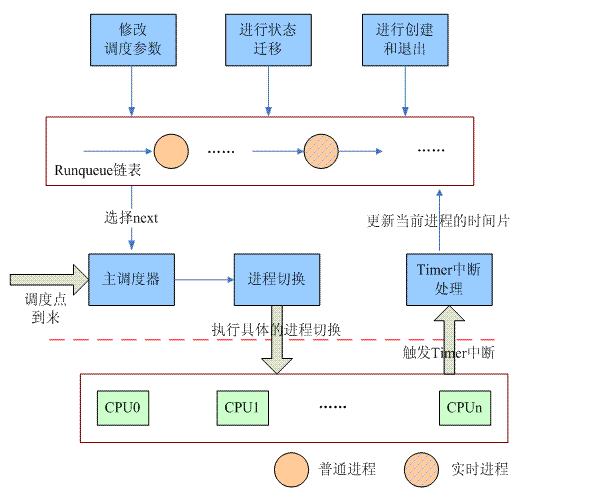 修改
调度参数
进行状态
迁移
进行创建
和退出
......
......
Runqueue链表
选择next
更新当前进程的时间片
调度点
到来
主调度器
进程切换
Timer中断
处理
执行具体的进程切换
触发Timer中断
CPU0
CPU1
......
CPUn
普通进程
实时进程